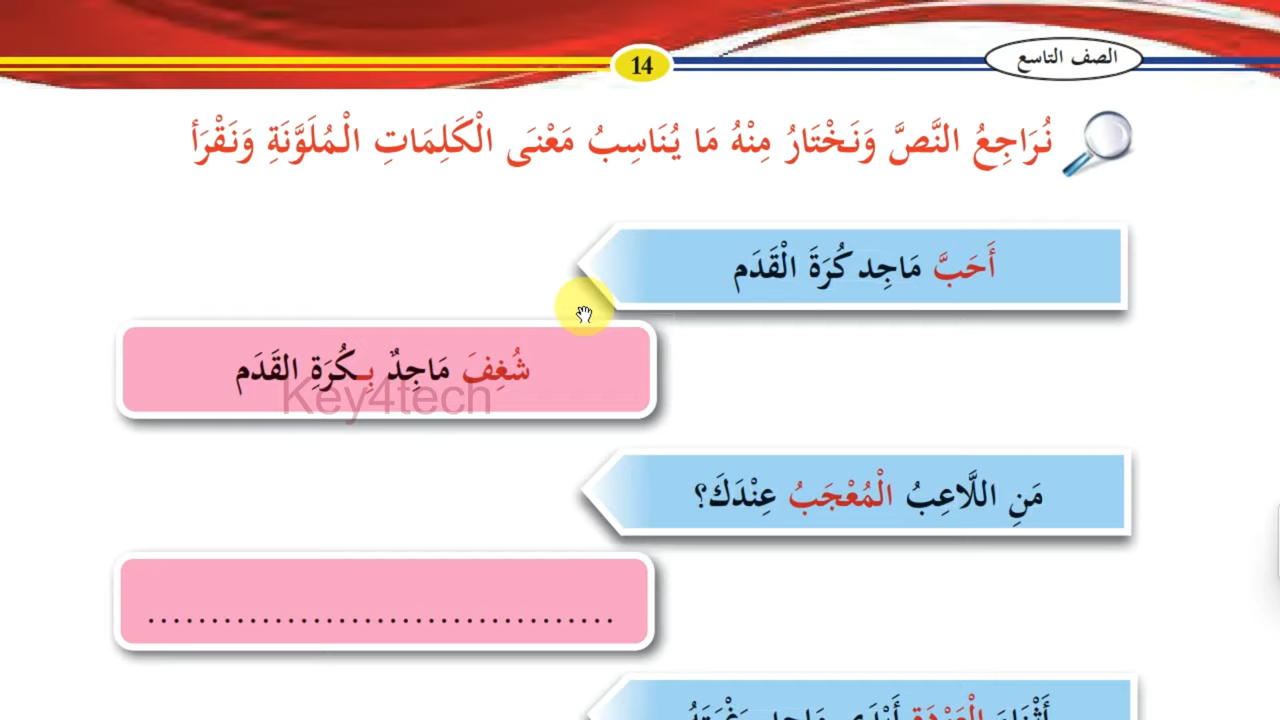 الصف التاسع
14
نُرَاجِعُ النَّصَّ وَنَخْتَارُ مِنْهُ مَا يُنَاسِبُ مَعْنَى الْكَلِمَاتِ الْمُلَوَّنَةِ وَنَقْرَأ
أَحَبَّ مَاجِد كُرَةَ الْقَدَم
شُغِفَ مَاجِدٌ بِكُرَةِ القَدَم
Key4tech
مَنِ اللَّاعِبُ الْمُعْجَبُ عِنْدَكَ؟
.....................................